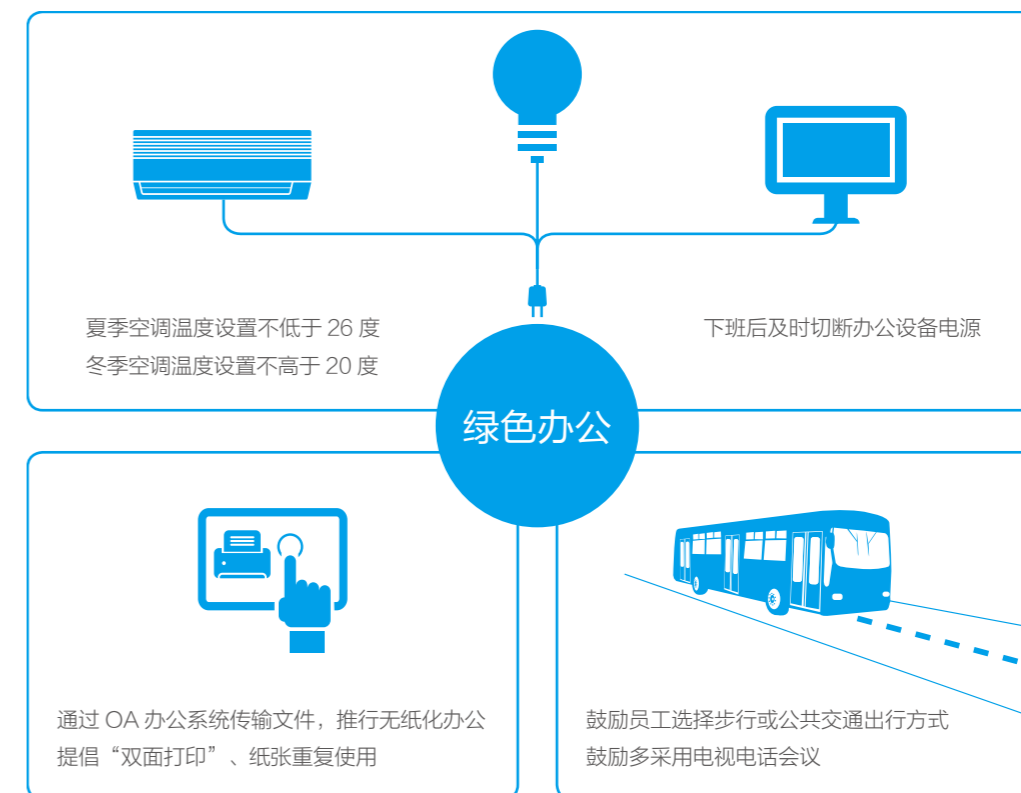 夏季空调温度设置不低于 26 度
冬季空调温度设置不高于 20 度
下班后及时切断办公设备电源
绿色办公
通过 OA 办公系统传输文件，推行无纸化办公
提倡“双面打印”、纸张重复使用
鼓励员工选择步行或公共交通出行方式
鼓励多采用电视电话会议